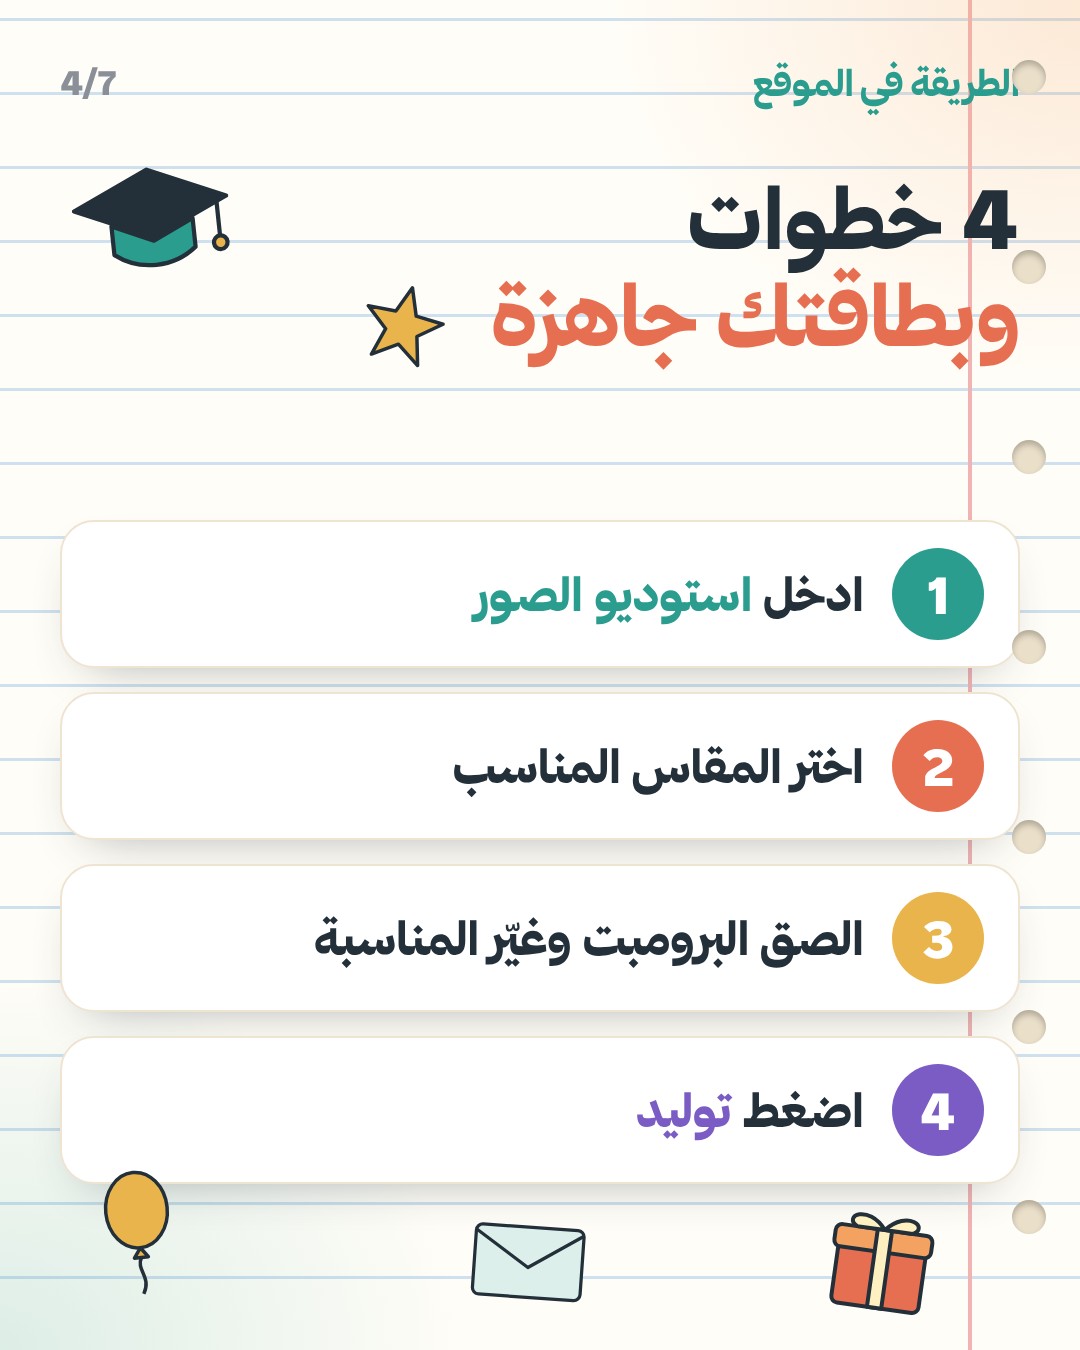 الطريقة في الموقع
4/7
4 خطوات
وبطاقتك جاهزة
1 ادخل استوديو الصور
2 اختر المقاس المناسب
3 الصق البرومبت وغيّر المناسبة
4 اضغط توليد